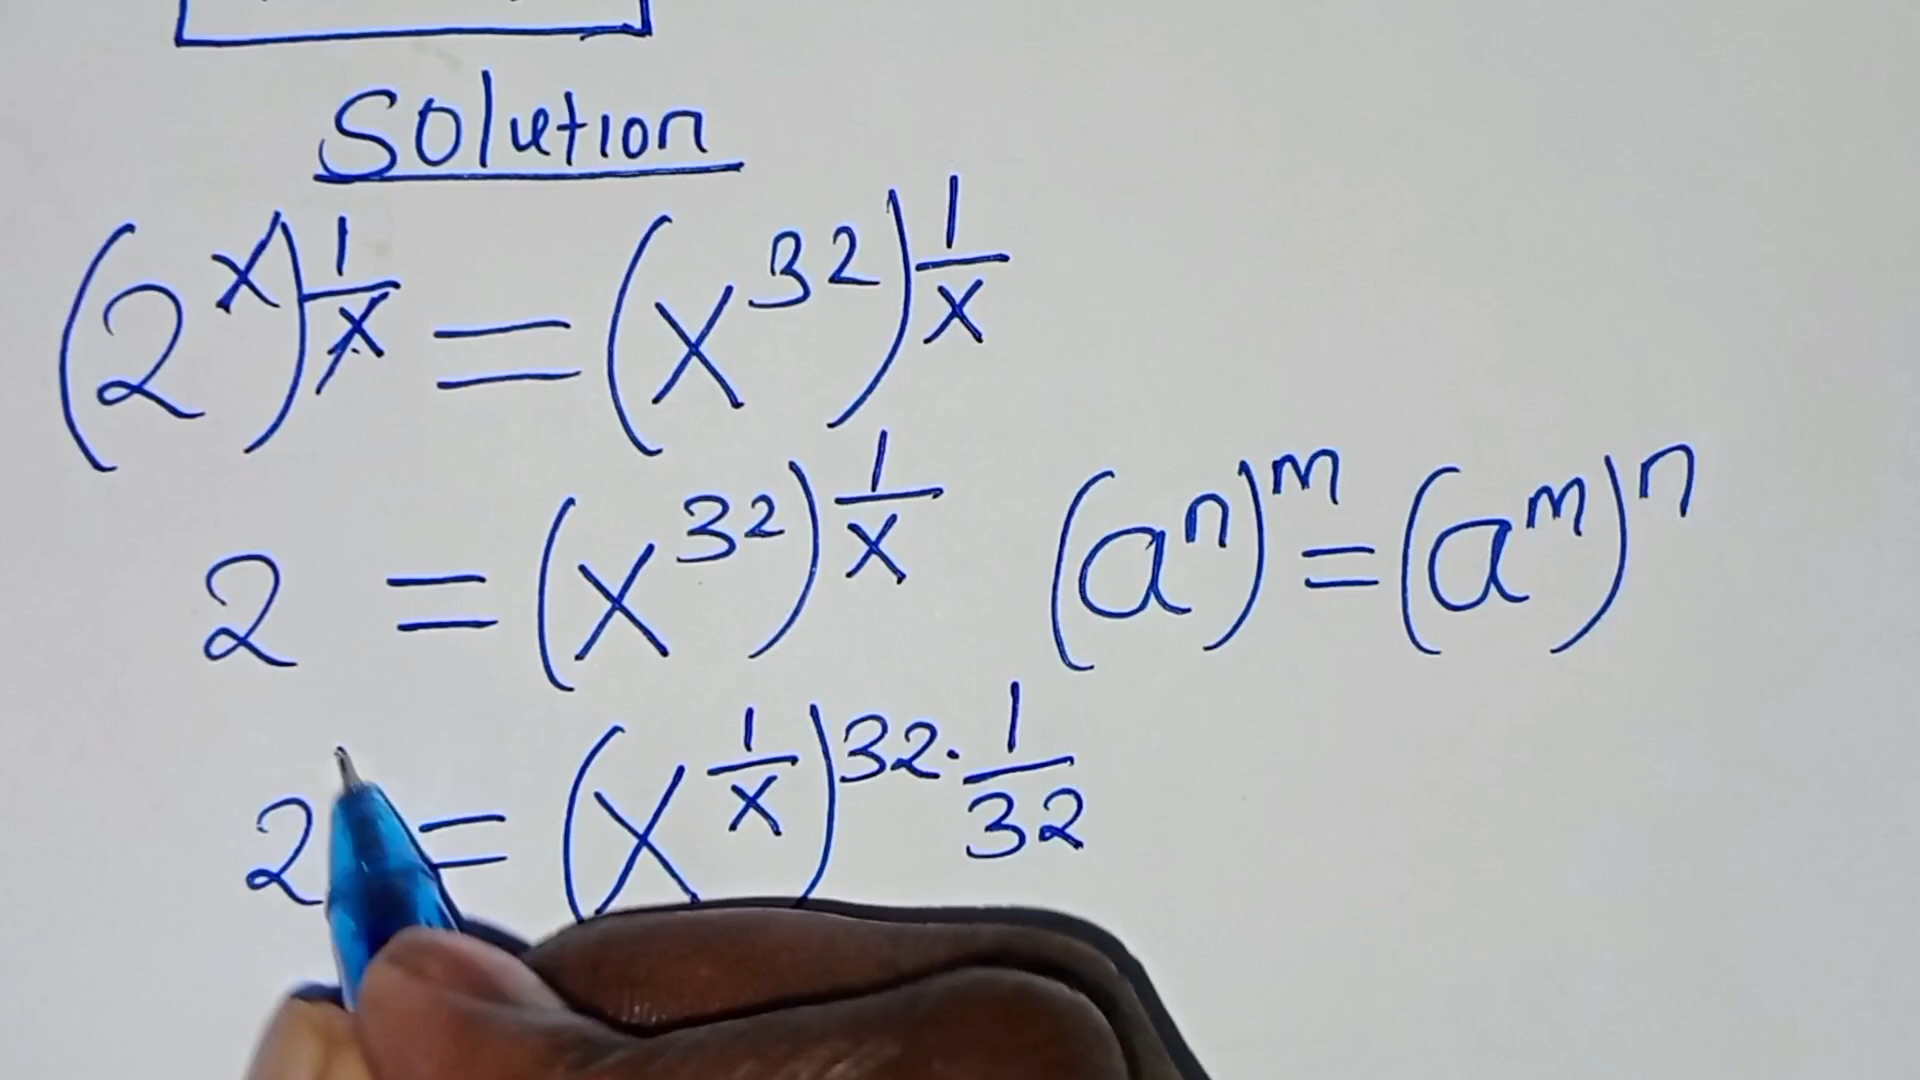 Solution
(2^x)^(1/x) = (x^32)^(1/x)
2 = (x^32)^(1/x) (a^n)^m = (a^m)^n
2 = (x^(1/x))^(32·1/32)